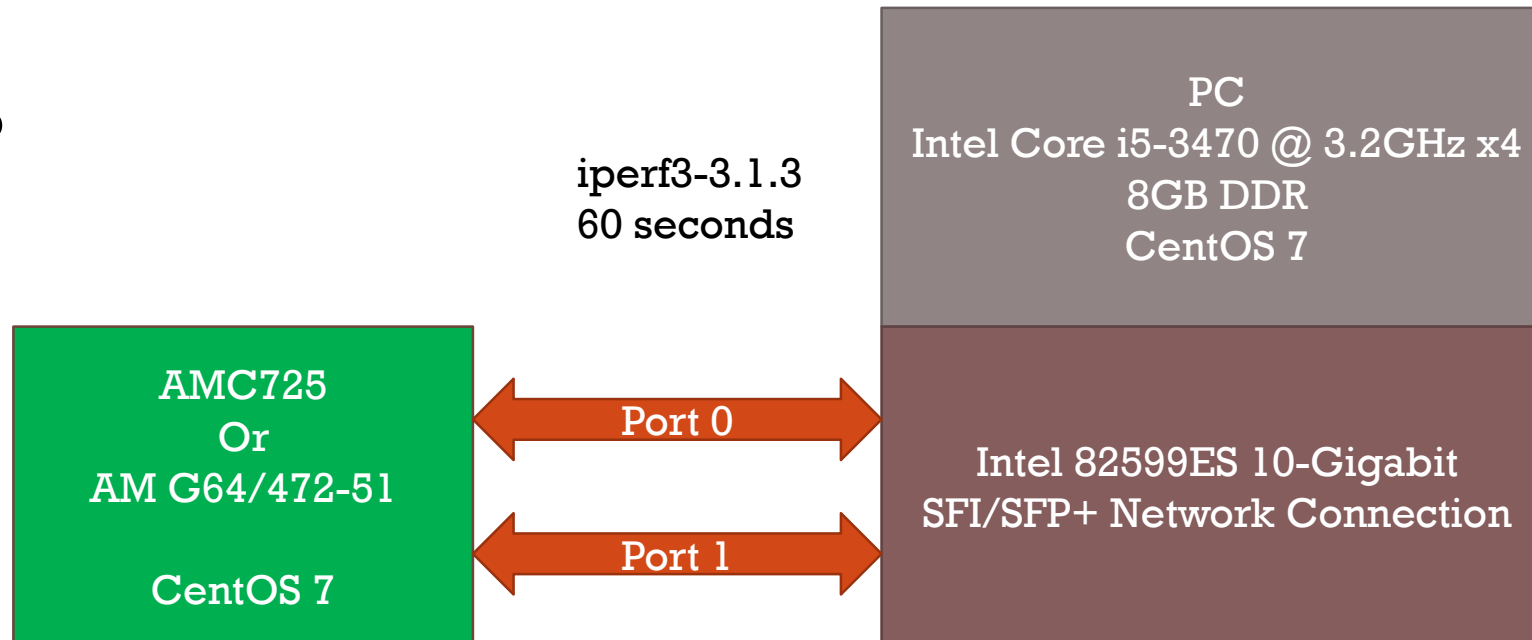 iperf3-3.1.3
60 seconds
PC
Intel Core i5-3470 @ 3.2GHz x4
8GB DDR
CentOS 7
AMC725
Or
AM G64/472-51
CentOS 7
Port 0
Port 1
Intel 82599ES 10-Gigabit
SFI/SFP+ Network Connection